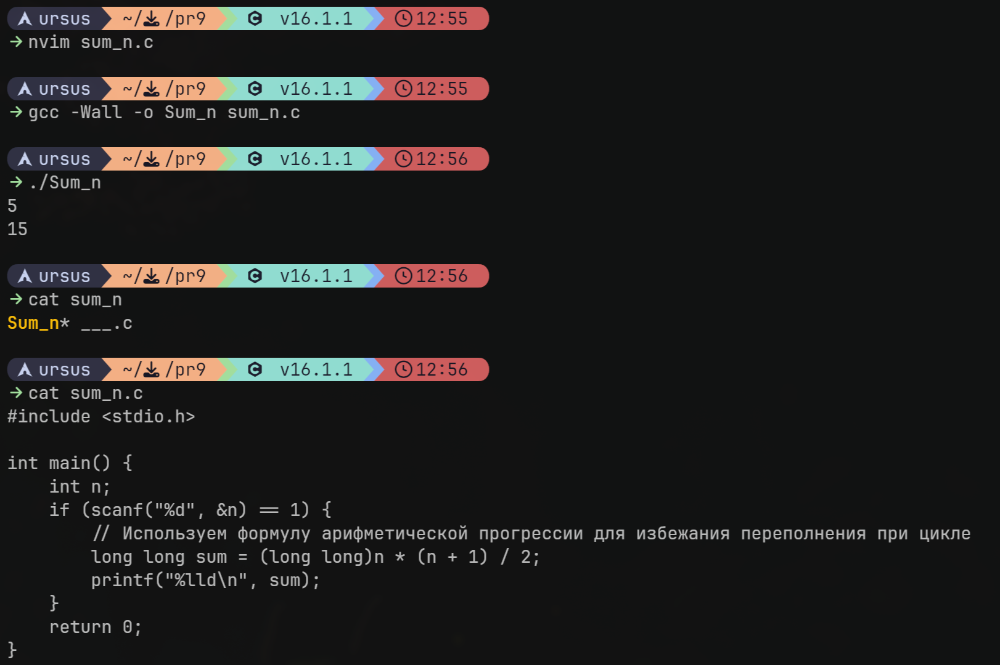 ursus ~/ /pr9 v16.1.1 12:55
→ nvim sum_n.c
ursus ~/ /pr9 v16.1.1 12:55
→ gcc -Wall -o Sum_n sum_n.c
ursus ~/ /pr9 v16.1.1 12:56
→ ./Sum_n
5
15
ursus ~/ /pr9 v16.1.1 12:56
→ cat sum_n
Sum_n* ___.c
ursus ~/ /pr9 v16.1.1 12:56
→ cat sum_n.c
#include <stdio.h>
int main() {
    int n;
    if (scanf("%d", &n) == 1) {
        // Используем формулу арифметической прогрессии для избежания переполнения при цикле
        long long sum = (long long)n * (n + 1) / 2;
        printf("%lld\n", sum);
    }
    return 0;
}